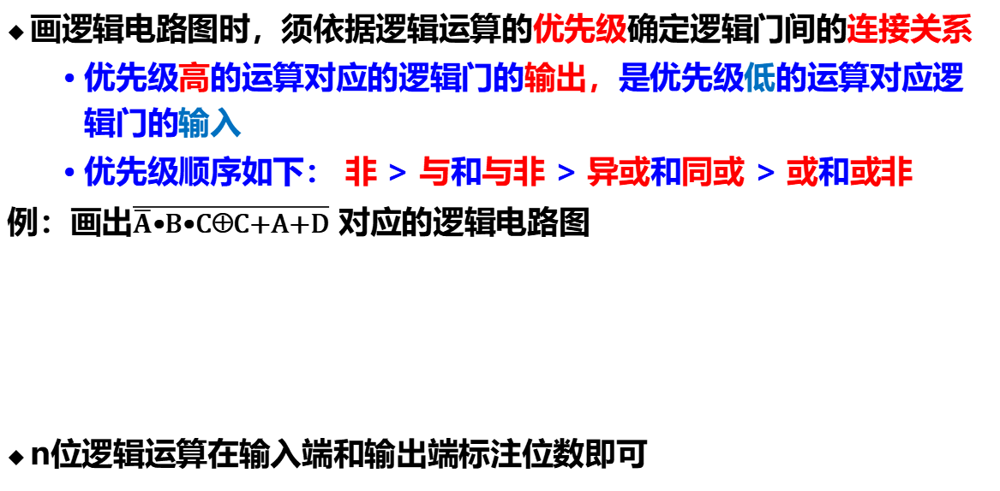 ◆画逻辑电路图时，须依据逻辑运算的优先级确定逻辑门间的连接关系
• 优先级高的运算对应的逻辑门的输出，是优先级低的运算对应逻
辑门的输入
• 优先级顺序如下： 非 > 与和与非 > 异或和同或 > 或和或非
例：画出$\overline{\overline{A}•B•C⊕C+A+D}$ 对应的逻辑电路图
◆n位逻辑运算在输入端和输出端标注位数即可